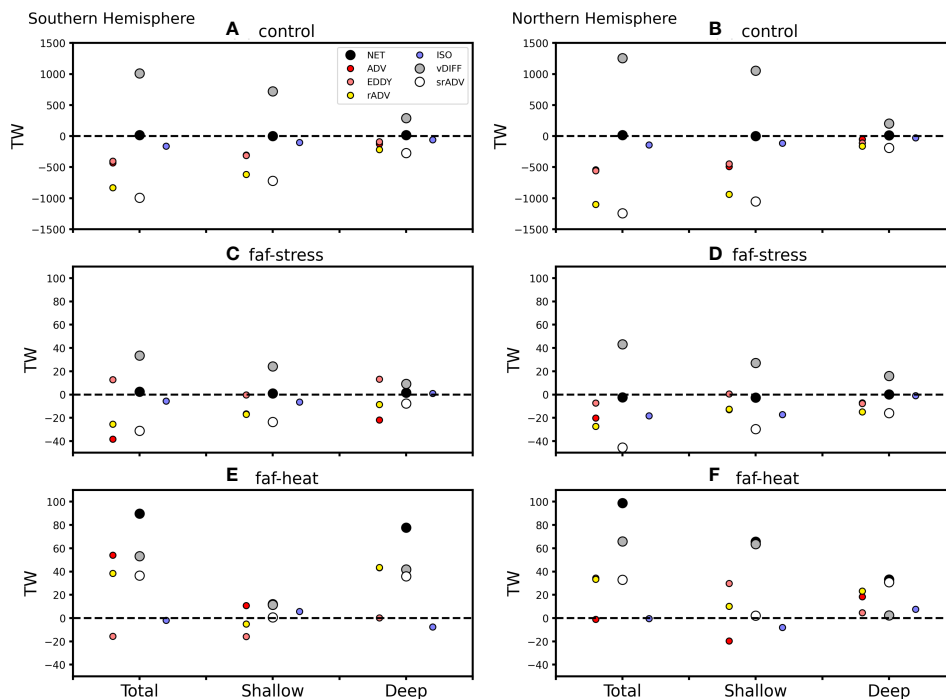 Southern Hemisphere
Northern Hemisphere
A control
B control
NET
ADV
EDDY
rADV
ISO
vDIFF
srADV
TW
1500
1000
500
0
−500
−1000
−1500
TW
1500
1000
500
0
−500
−1000
−1500
C faf-stress
D faf-stress
TW
100
80
60
40
20
0
−20
−40
TW
100
80
60
40
20
0
−20
−40
E faf-heat
F faf-heat
TW
100
80
60
40
20
0
−20
−40
TW
100
80
60
40
20
0
−20
−40
Total Shallow Deep
Total Shallow Deep